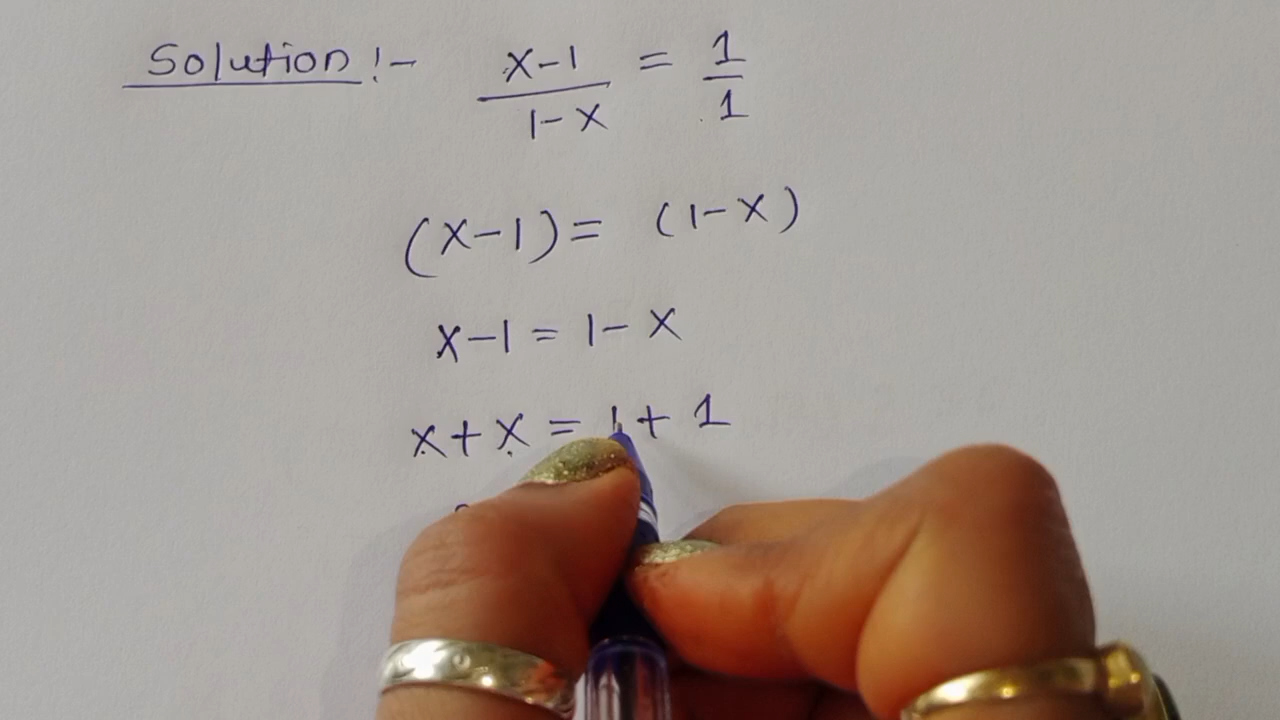 Solution :- x-1/1-x = 1/1
(x-1) = (1-x)
x-1 = 1-x
x+x = 1+1